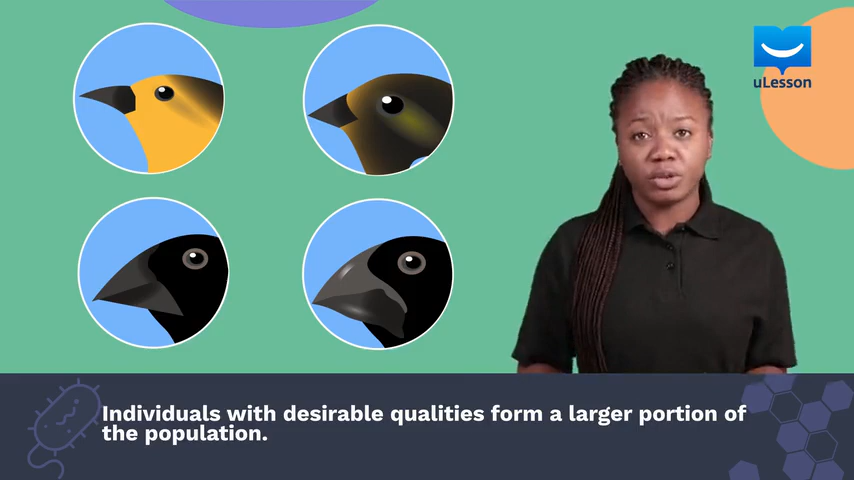 uLesson
Individuals with desirable qualities form a larger portion of
the population.